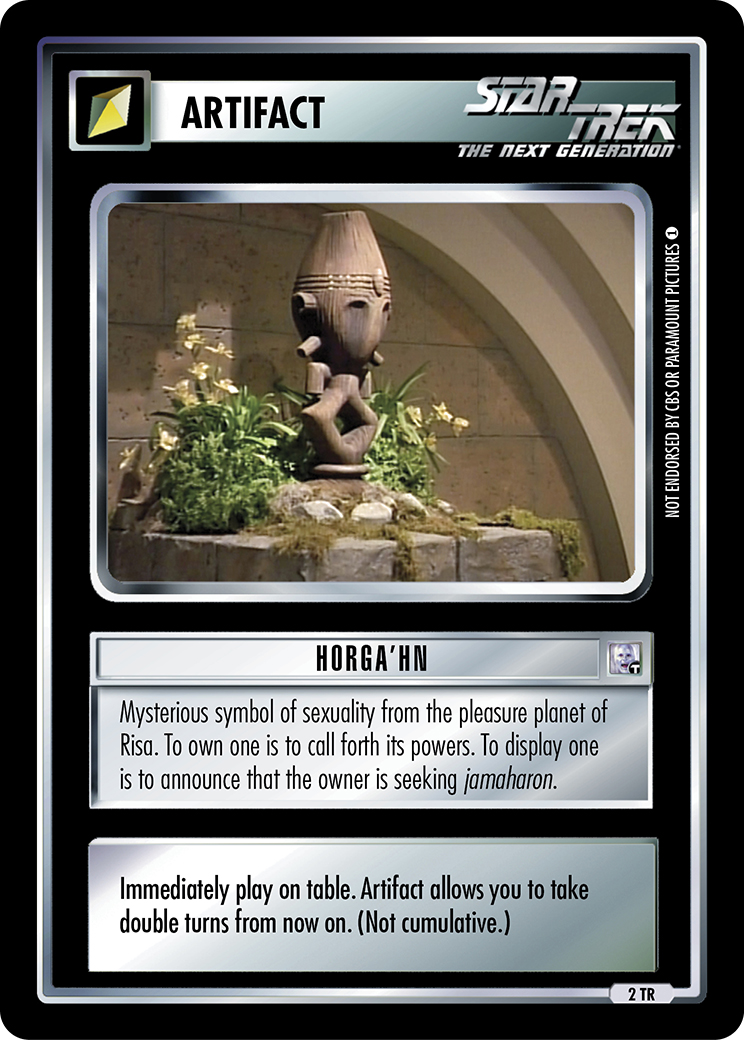 ARTIFACT
STAR TREK
THE NEXT GENERATION
NOT ENDORSED BY CBS OR PARAMOUNT PICTURES 1
HORGA'HN
T
Mysterious symbol of sexuality from the pleasure planet of
Risa. To own one is to call forth its powers. To display one
is to announce that the owner is seeking jamaharon.
Immediately play on table. Artifact allows you to take
double turns from now on. (Not cumulative.)
2 TR